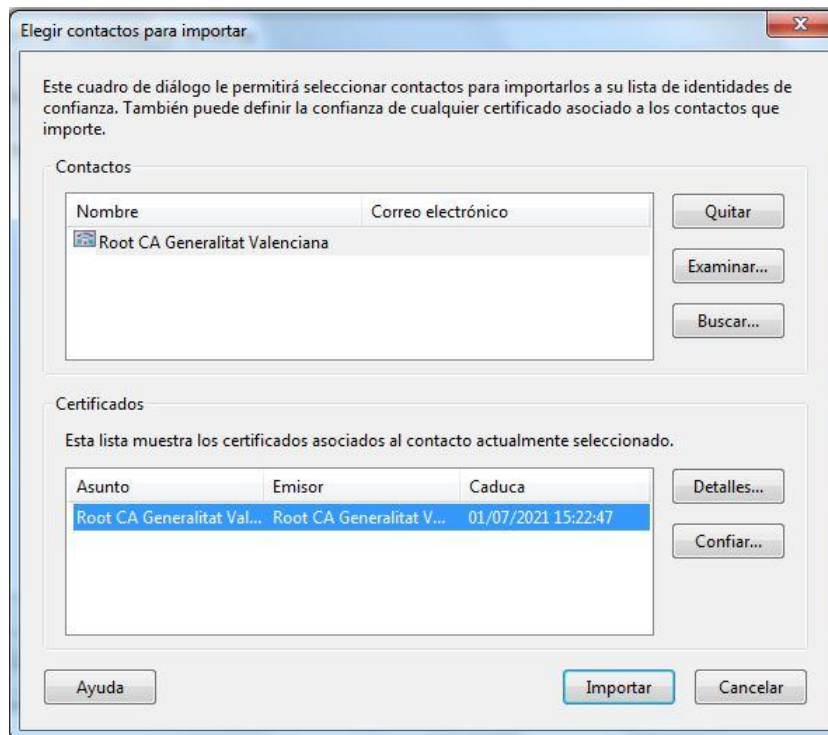 Elegir contactos para importar
Este cuadro de diálogo le permitirá seleccionar contactos para importarlos a su lista de identidades de
confianza. También puede definir la confianza de cualquier certificado asociado a los contactos que
importe.
Contactos
Nombre Correo electrónico
Root CA Generalitat Valenciana
Quitar
Examinar...
Buscar...
Certificados
Esta lista muestra los certificados asociados al contacto actualmente seleccionado.
Asunto Emisor Caduca
Root CA Generalitat Val... Root CA Generalitat V... 01/07/2021 15:22:47
Detalles...
Confiar...
Ayuda Importar Cancelar